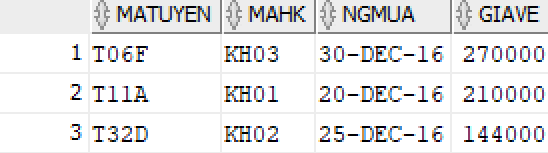 MATUYEN MAHK NGMUA GIAVE
1 T06F KH03 30-DEC-16 270000
2 T11A KH01 20-DEC-16 210000
3 T32D KH02 25-DEC-16 144000